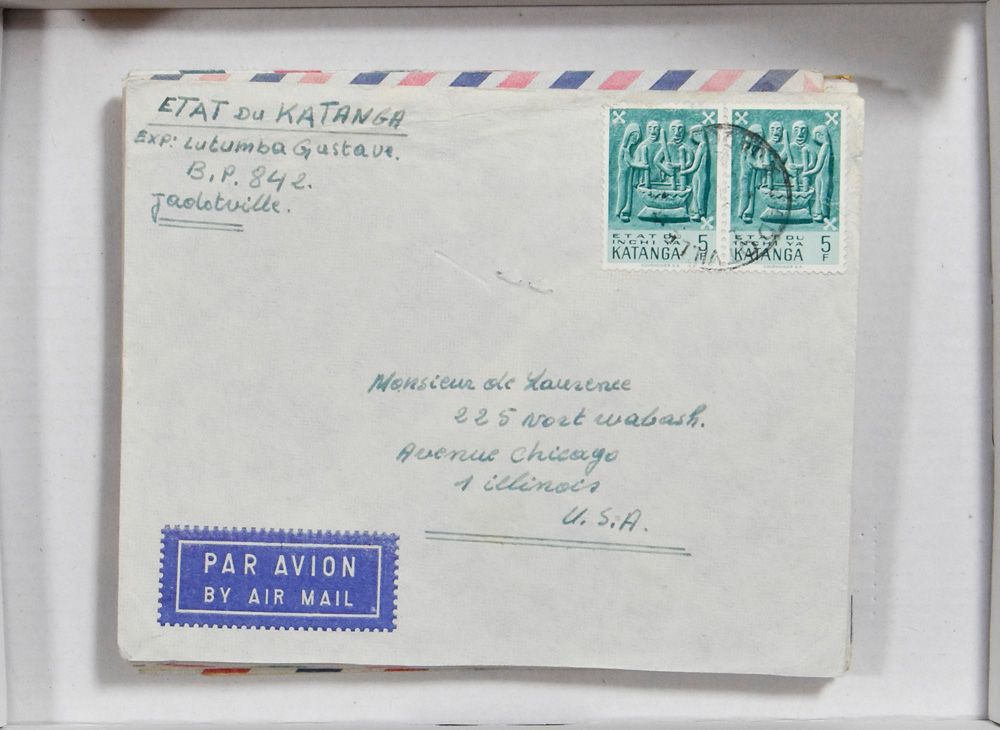 ETAT DU KATANGA
Exp: Lutumba Gustave.
B.P. 842.
Jadotville.
ETAT DU
INCHI YA
KATANGA 5 F
ETAT DU
INCHI YA
KATANGA 5 F
Monsieur de Laurence
225 Nort wabash.
Avenue Chicago
1 illinois
U.S.A.
PAR AVION
BY AIR MAIL